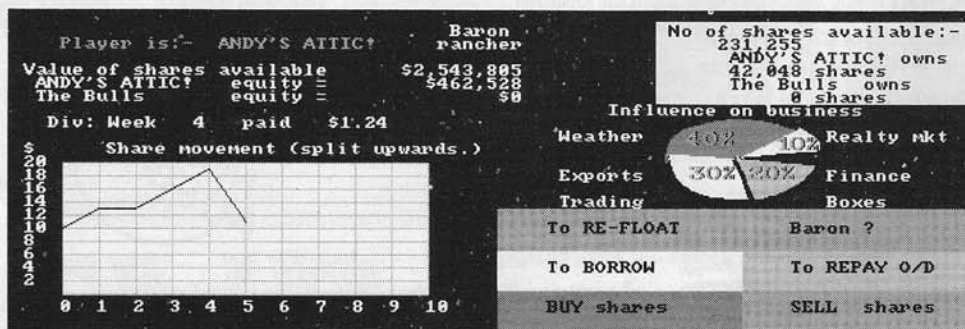 Player is:- ANDY'S ATTIC!
Baron
rancher
Value of shares available $2,543,805
ANDY'S ATTIC! equity = $462,528
The Bulls equity = $0
Div: Week 4 paid $1.24
No of shares available:-
231,255
ANDY'S ATTIC! owns
42,048 shares
The Bulls owns
0 shares
Influence on business
Weather 40% 10% Realty mkt
Exports 30% 20% Finance
Trading Boxes
$ Share movement (split upwards.)
20
18
16
14
12
10
8
6
4
2
0 1 2 3 4 5 6 7 8 9 10
To RE-FLOAT Baron ?
To BORROW To REPAY O/D
BUY shares SELL shares